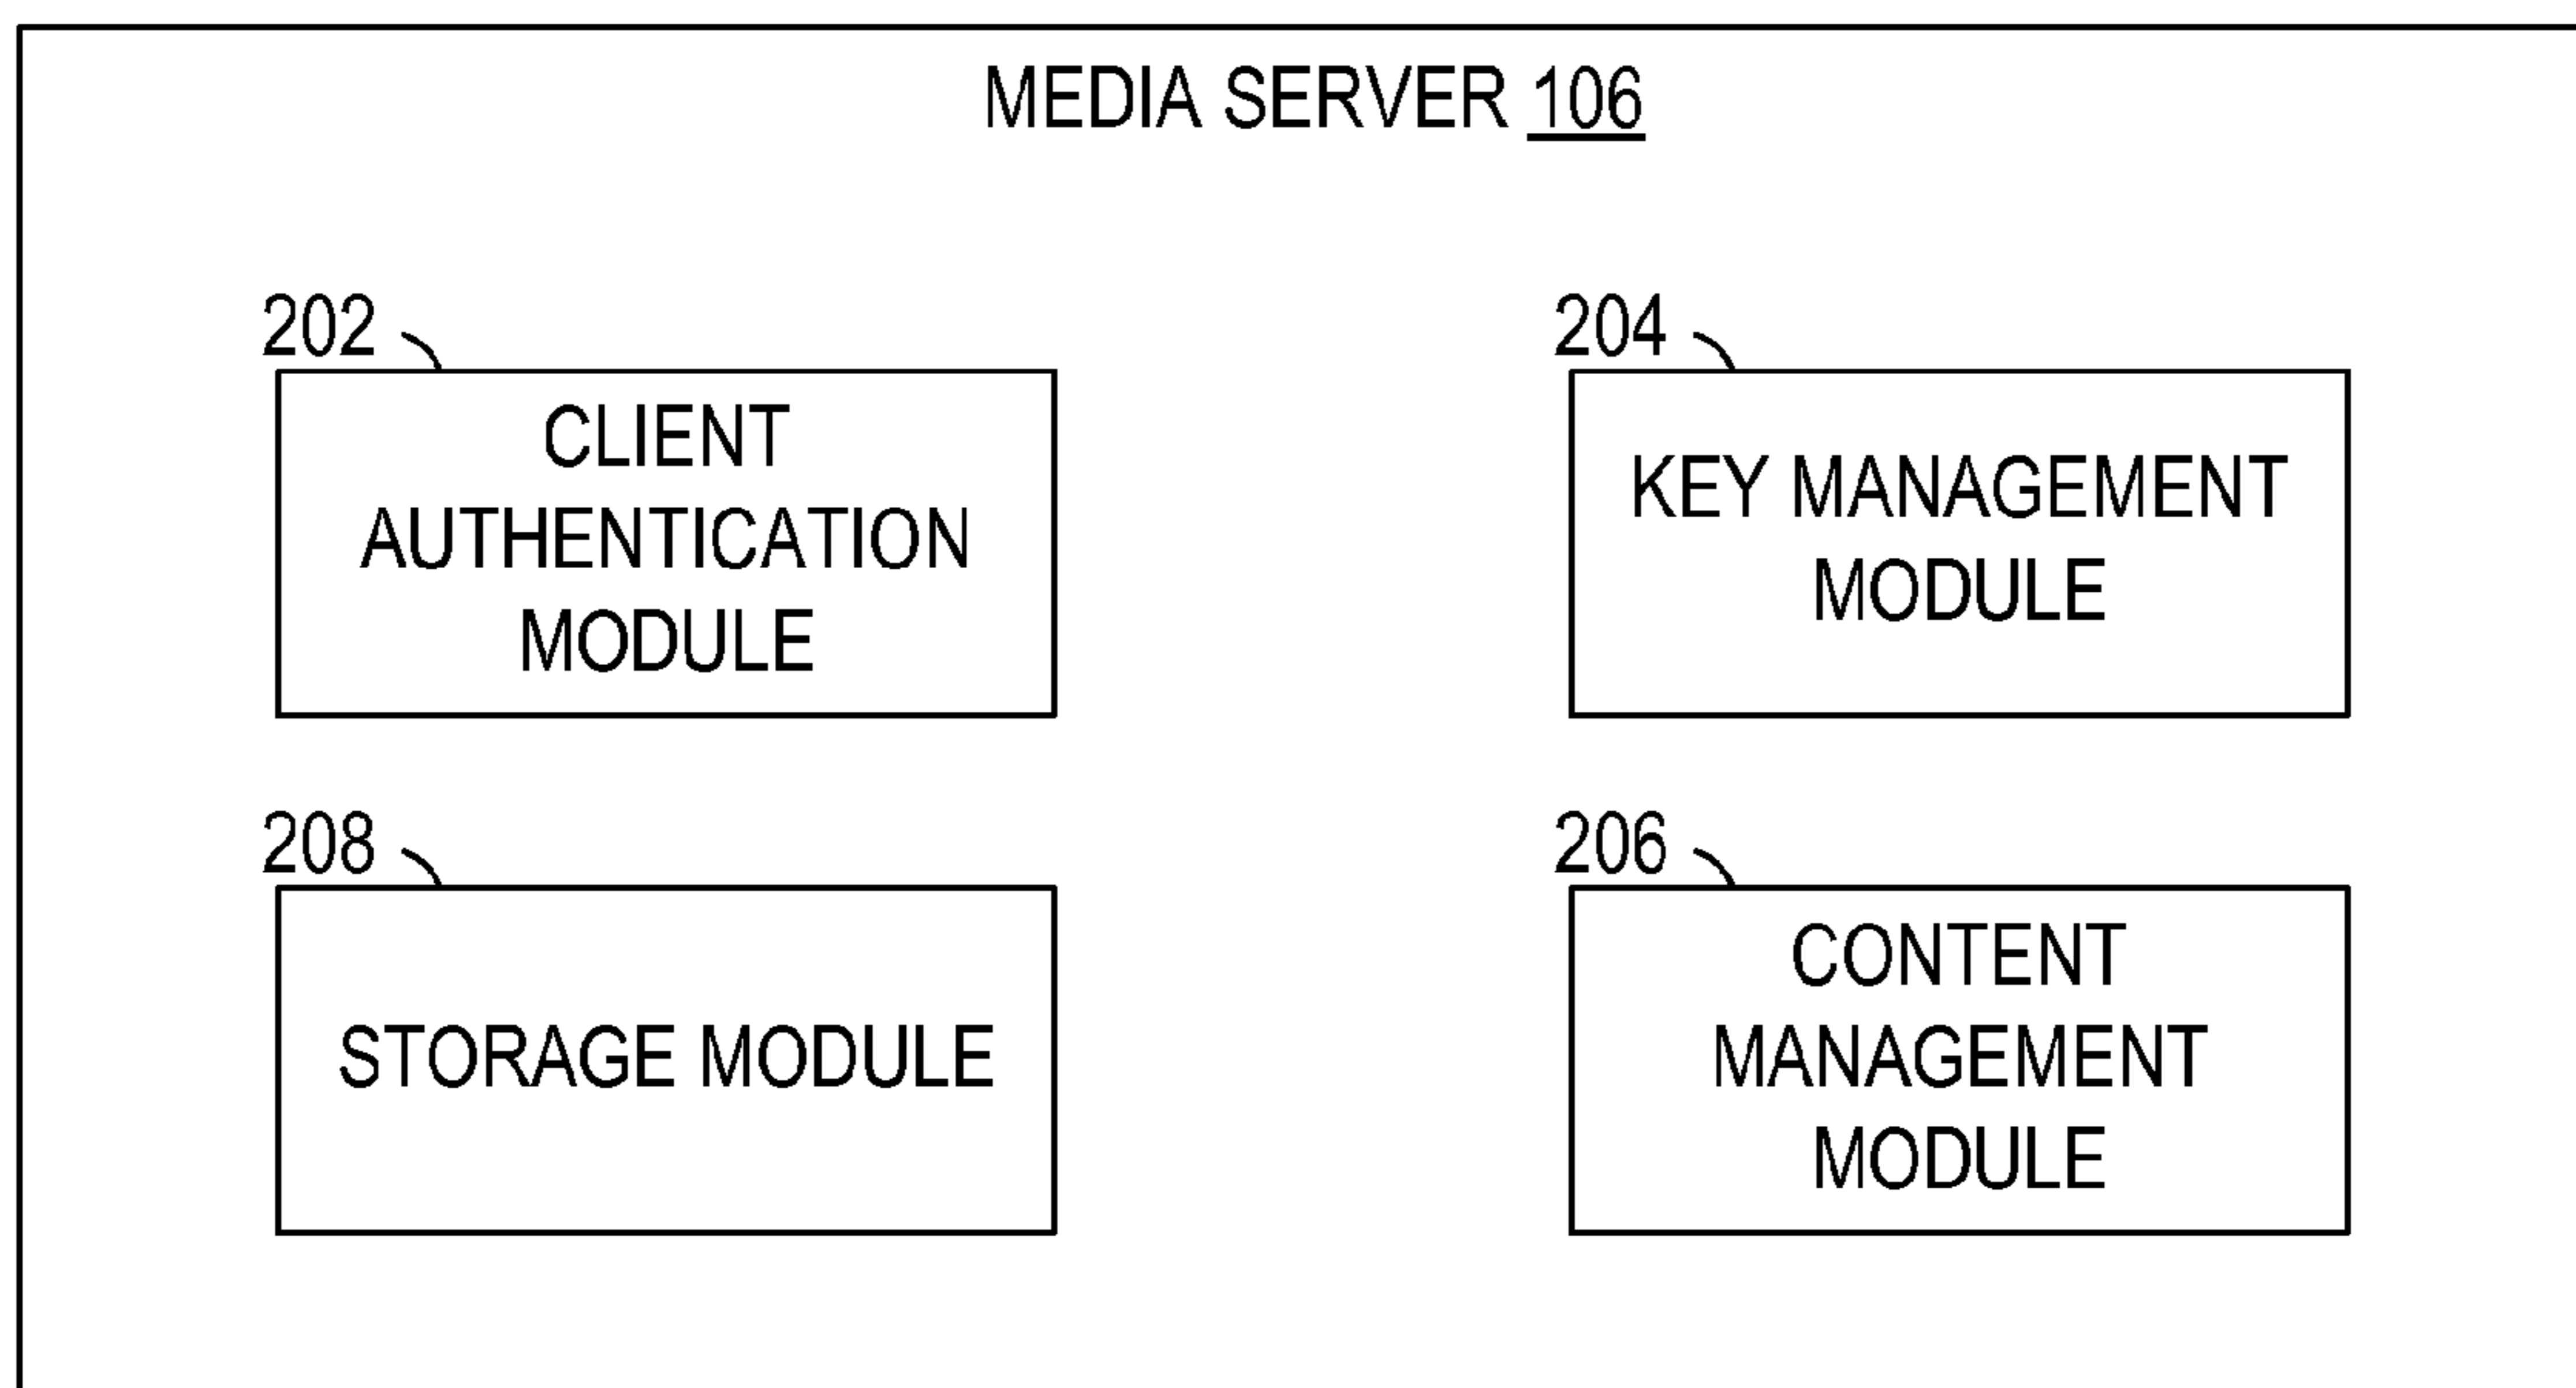 MEDIA SERVER 106
202
CLIENT
AUTHENTICATION
MODULE
204
KEY MANAGEMENT
MODULE
208
STORAGE MODULE
206
CONTENT
MANAGEMENT
MODULE